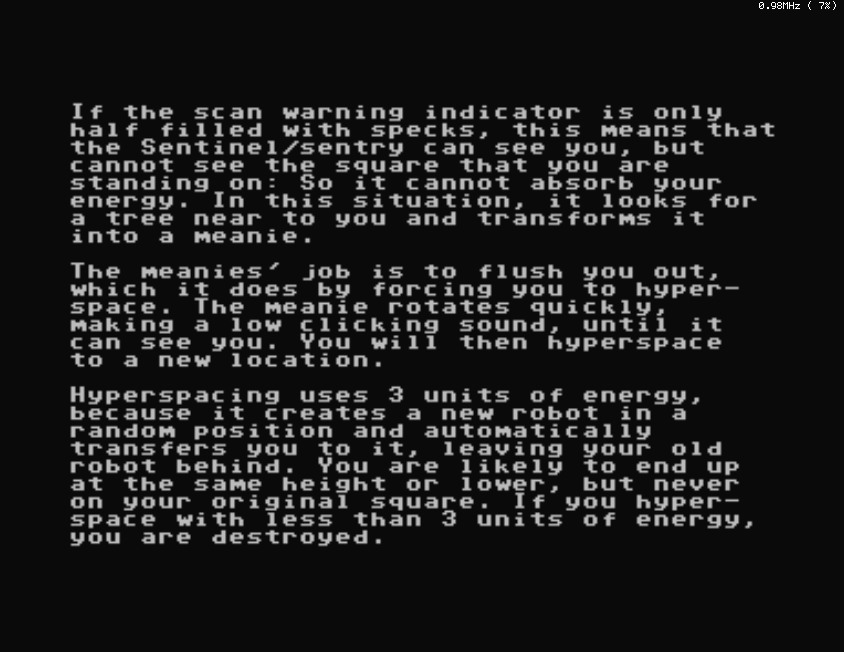 0.98MHz ( 7%)
If the scan warning indicator is only
half filled with specks, this means that
the Sentinel/sentry can see you, but
cannot see the square that you are
standing on: So it cannot absorb your
energy. In this situation, it looks for
a tree near to you and transforms it
into a meanie.
The meanies' job is to flush you out,
which it does by forcing you to hyper-
space. The meanie rotates quickly,
making a low clicking sound, until it
can see you. You will then hyperspace
to a new location.
Hyperspacing uses 3 units of energy,
because it creates a new robot in a
random position and automatically
transfers you to it, leaving your old
robot behind. You are likely to end up
at the same height or lower, but never
on your original square. If you hyper-
space with less than 3 units of energy,
you are destroyed.